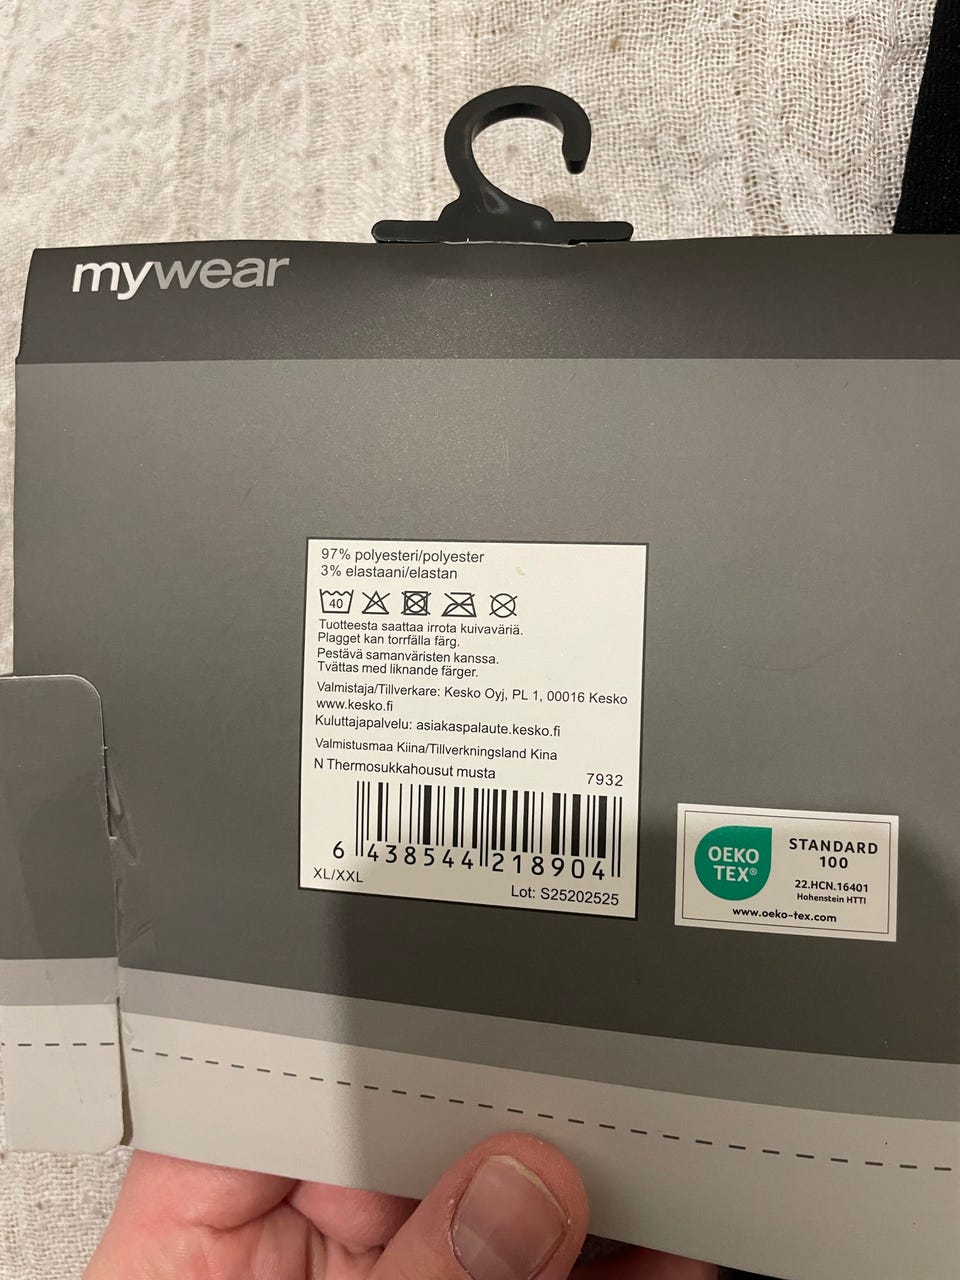 mywear
97% polyesteri/polyester
3% elastaani/elastan
40
Tuotteesta saattaa irrota kuivaväriä.
Plagget kan torrfälla färg.
Pestävä samanväristen kanssa.
Tvättas med liknande färger.
Valmistaja/Tillverkare: Kesko Oyj, PL 1, 00016 Kesko
www.kesko.fi
Kuluttajapalvelu: asiakaspalaute.kesko.fi
Valmistusmaa Kiina/Tillverkningsland Kina
N Thermosukkahousut musta 7932
6 438544 218904
XL/XXL
Lot: S25202525
OEKO
TEX®
STANDARD
100
22.HCN.16401
Hohenstein HTTI
www.oeko-tex.com